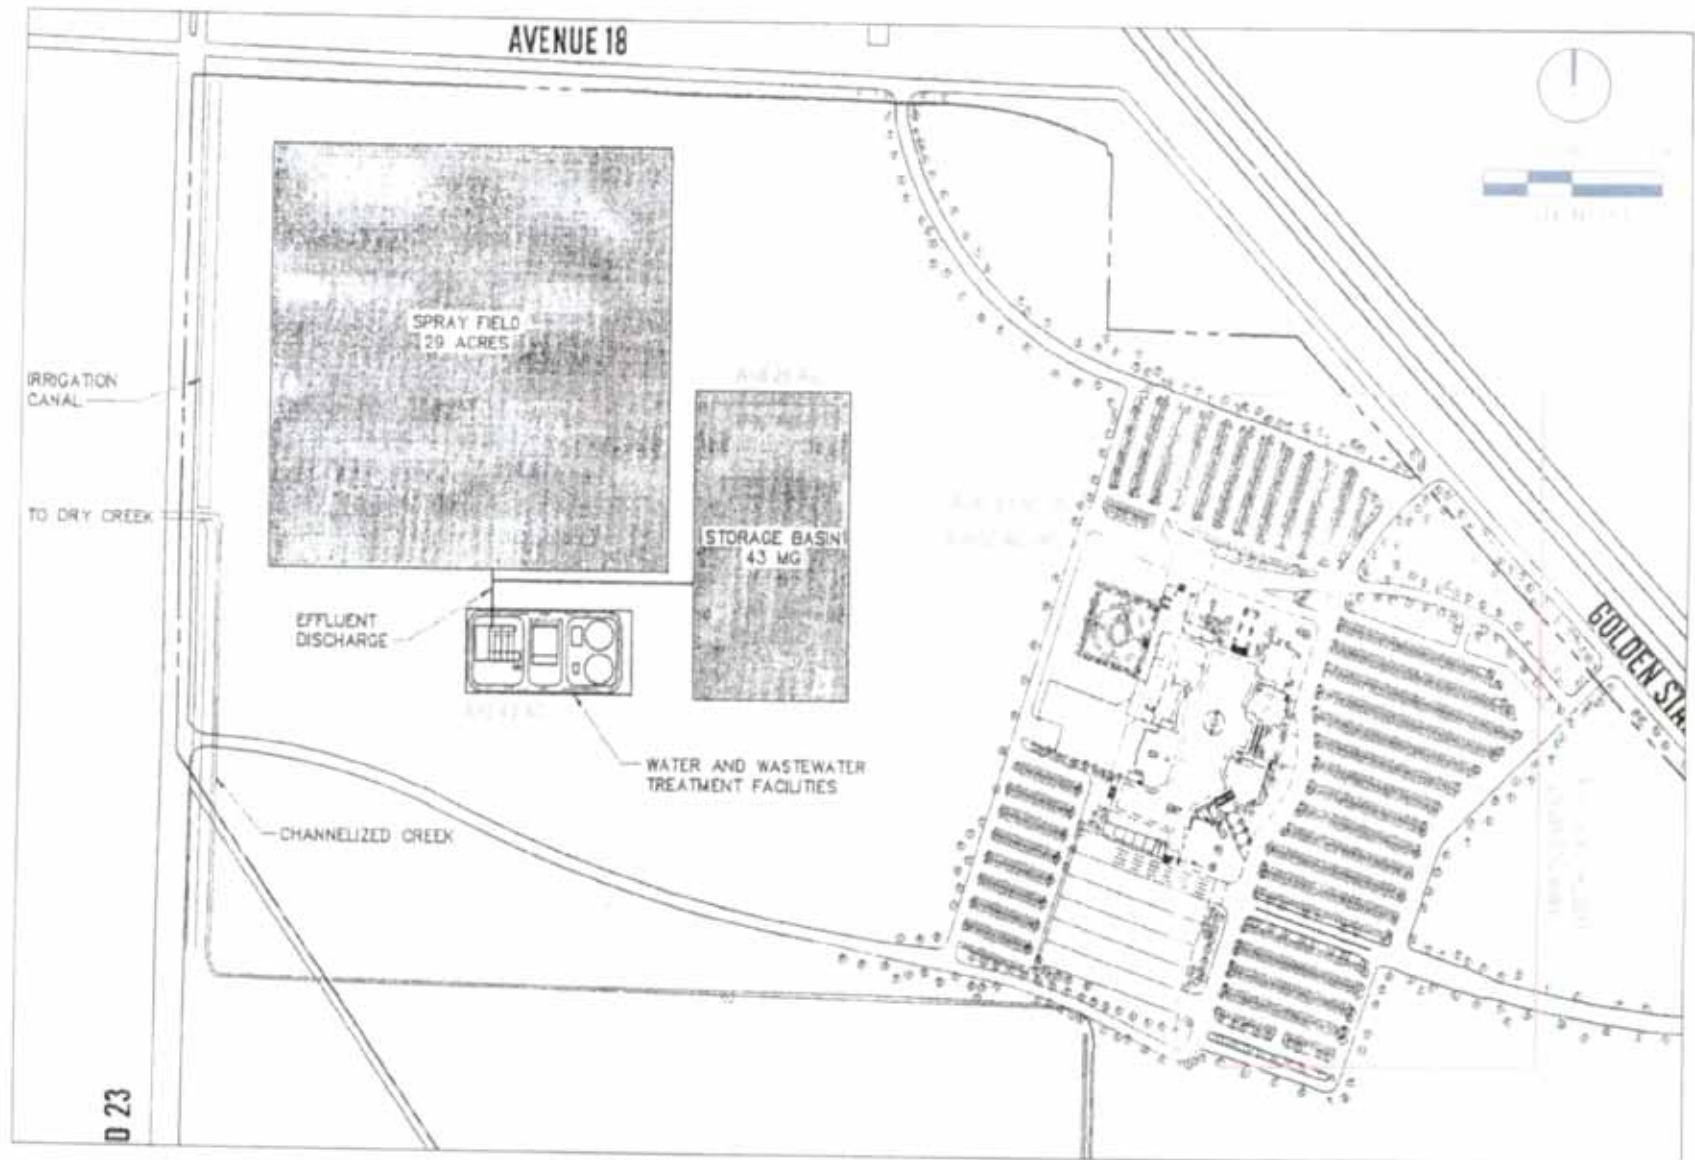 AVENUE 18
SPRAY FIELD
29 ACRES
IRRIGATION
CANAL
TO DRY CREEK
STORAGE BASIN
43 MG
EFFLUENT
DISCHARGE
WATER AND WASTEWATER
TREATMENT FACILITIES
CHANNELIZED CREEK
GOLDEN STA
D 23